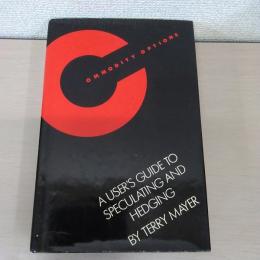 COMMODITY OPTIONS
A USER'S GUIDE TO
SPECULATING AND
HEDGING
BY TERRY MAYER